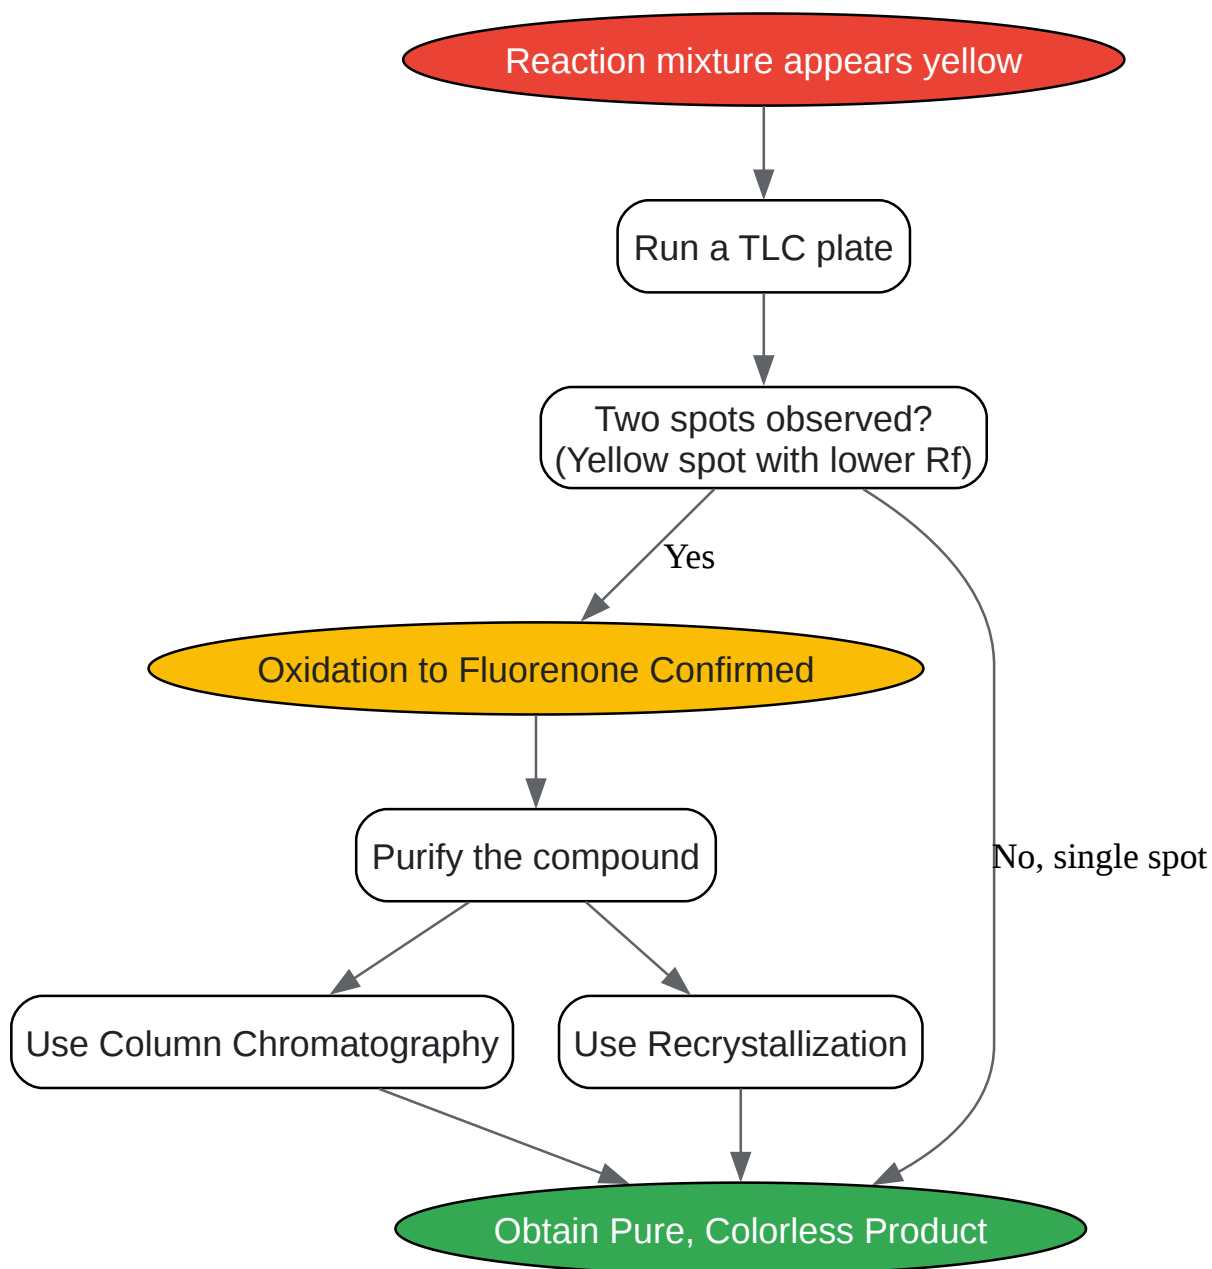 Reaction mixture appears yellow
Run a TLC plate
Two spots observed?
(Yellow spot with lower Rf)
Yes
Oxidation to Fluorenone Confirmed
Purify the compound
No, single spot
Use Column Chromatography
Use Recrystallization
Obtain Pure, Colorless Product